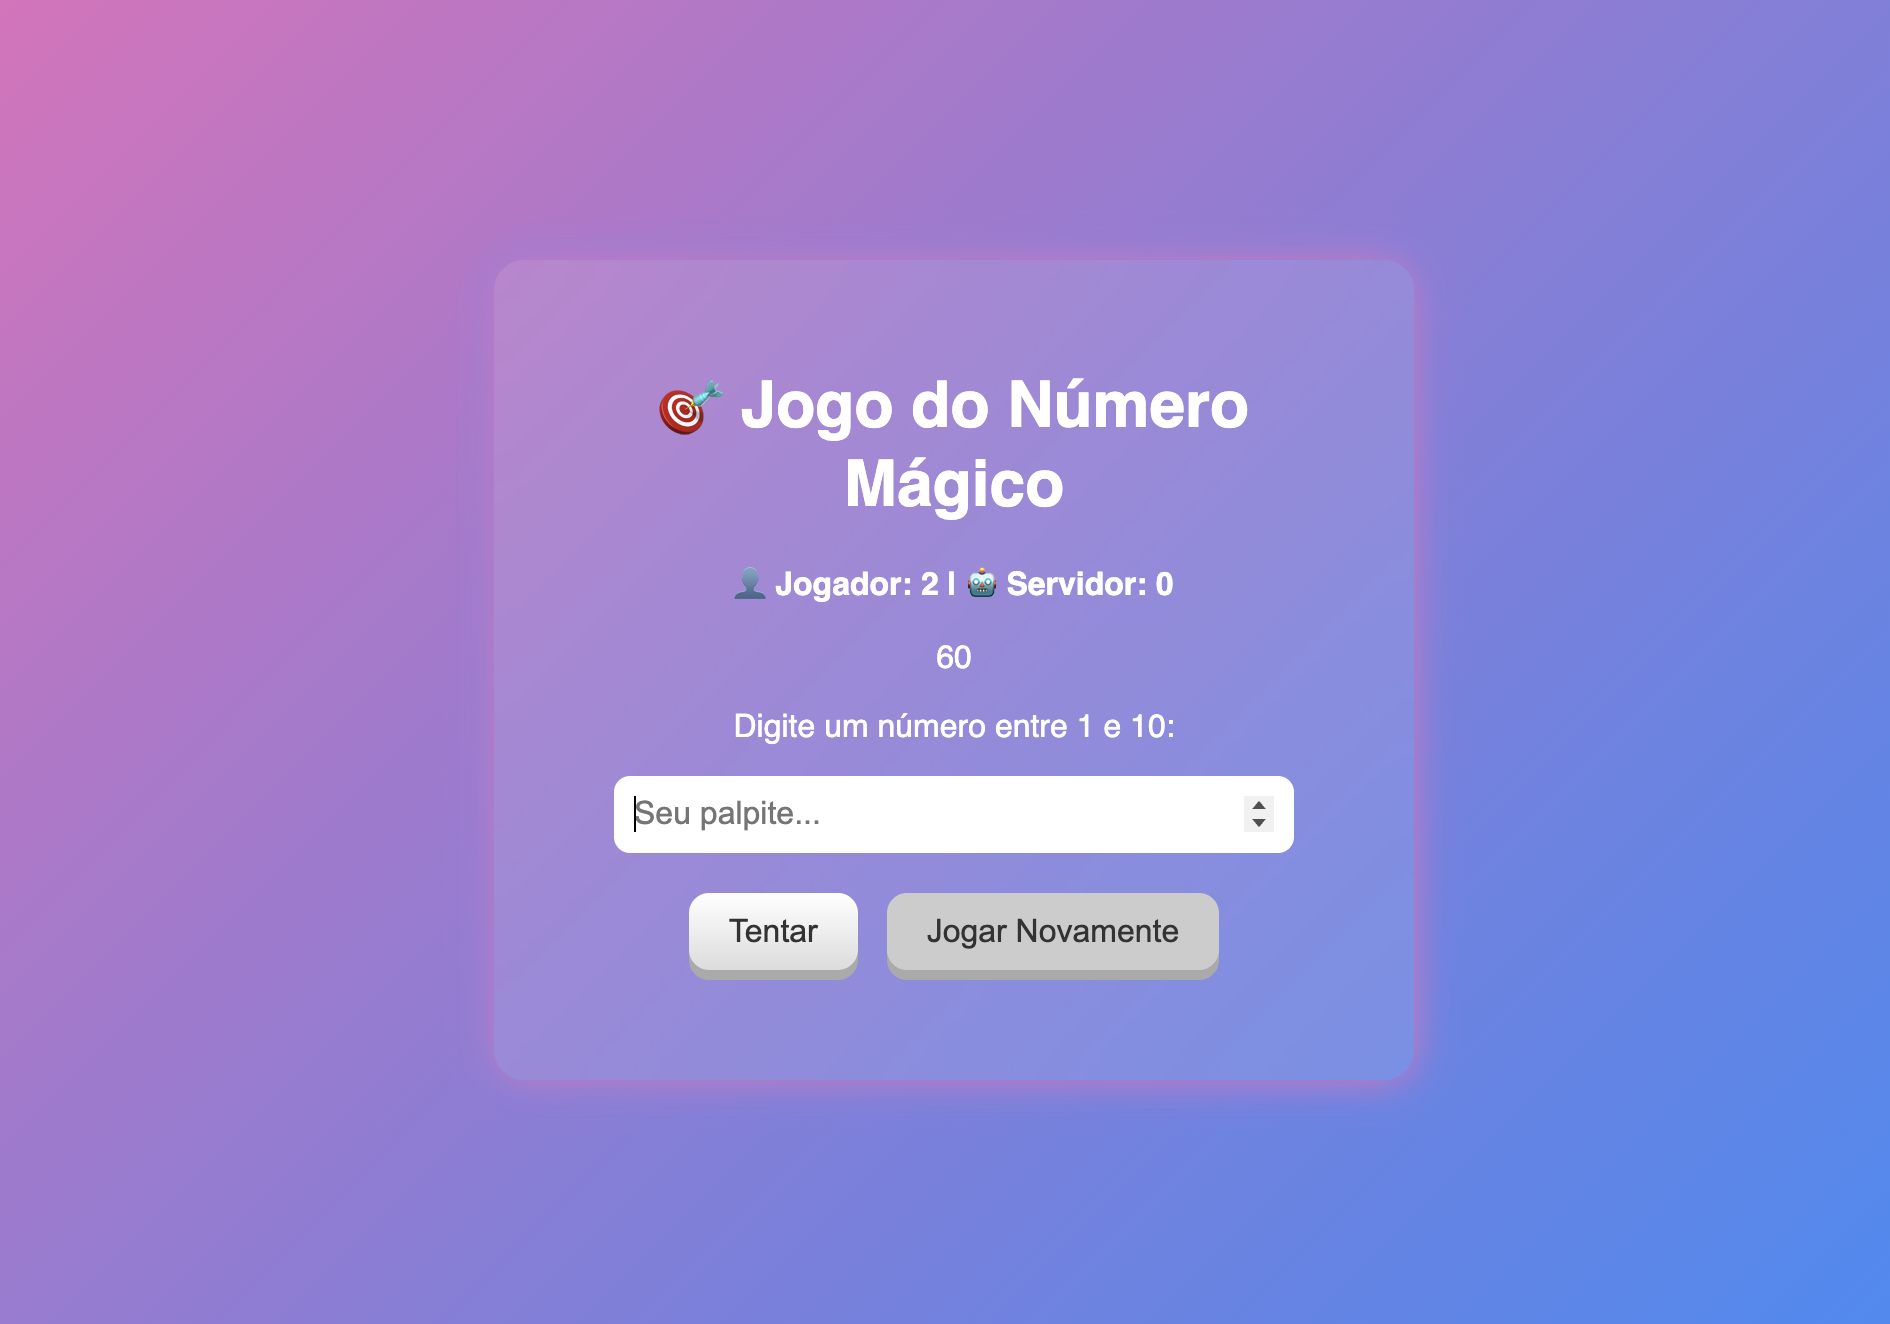 🎯 Jogo do Número
Mágico
👤 Jogador: 2 | 🤖 Servidor: 0
60
Digite um número entre 1 e 10:
Seu palpite...
Tentar
Jogar Novamente